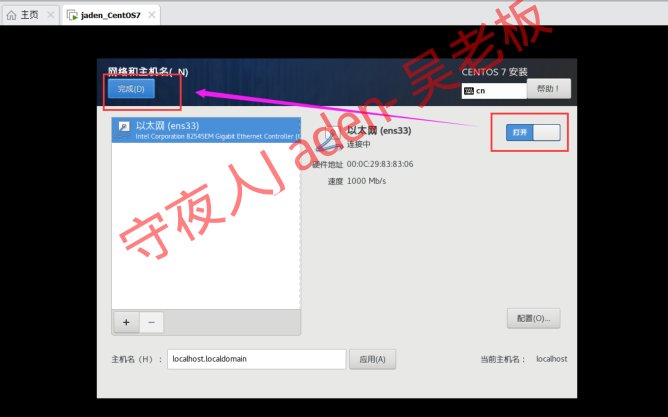 主页
jaden_CentOS7
网络和主机名(_N)
完成(D)
CENTOS 7 安装
cn
帮助！
以太网 (ens33)
Intel Corporation 82545EM Gigabit Ethernet Controller (
以太网 (ens33)
连接中
打开
硬件地址 00:0C:29:83:83:06
速度 1000 Mb/s
+
−
配置(O)...
主机名（H）：
localhost.localdomain
应用(A)
当前主机名：
localhost
守夜人Jaden-吴老板